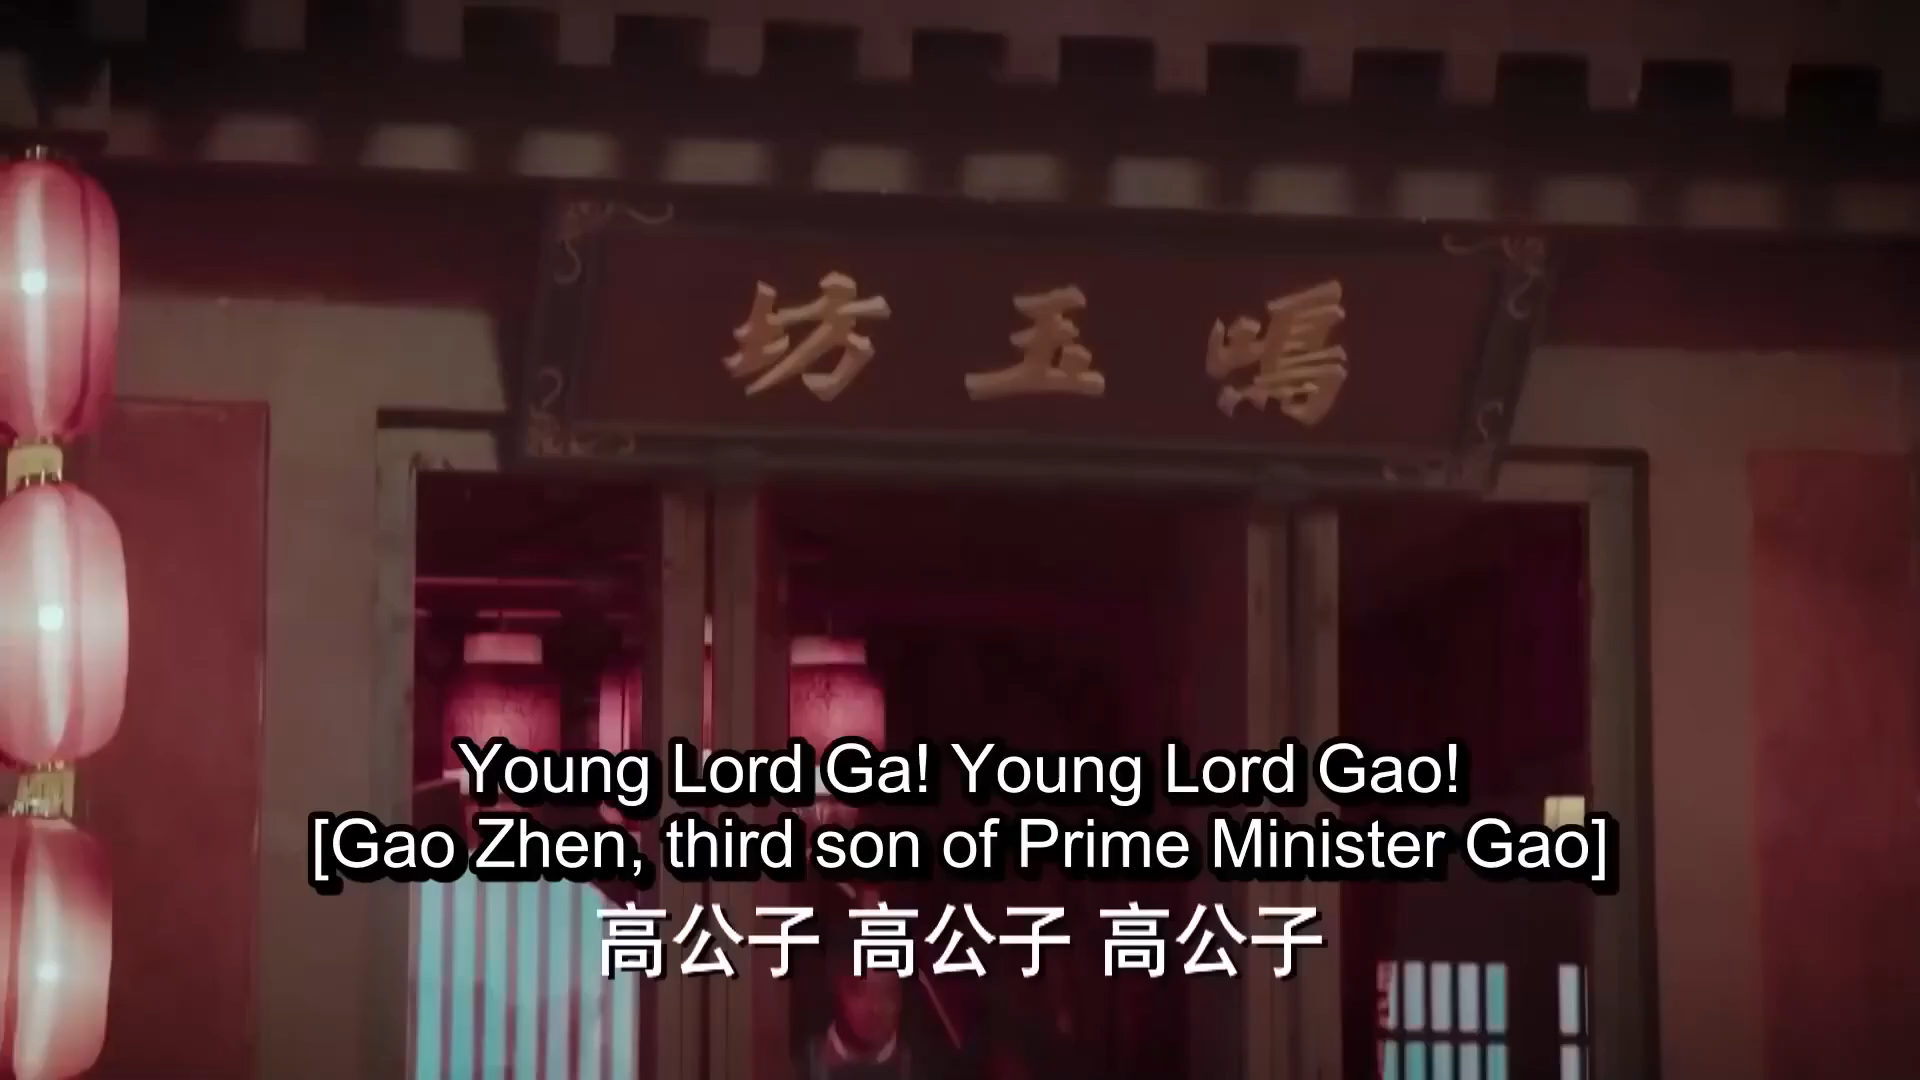 坊玉鳴
Young Lord Ga! Young Lord Gao!
[Gao Zhen, third son of Prime Minister Gao]
高公子 高公子 高公子